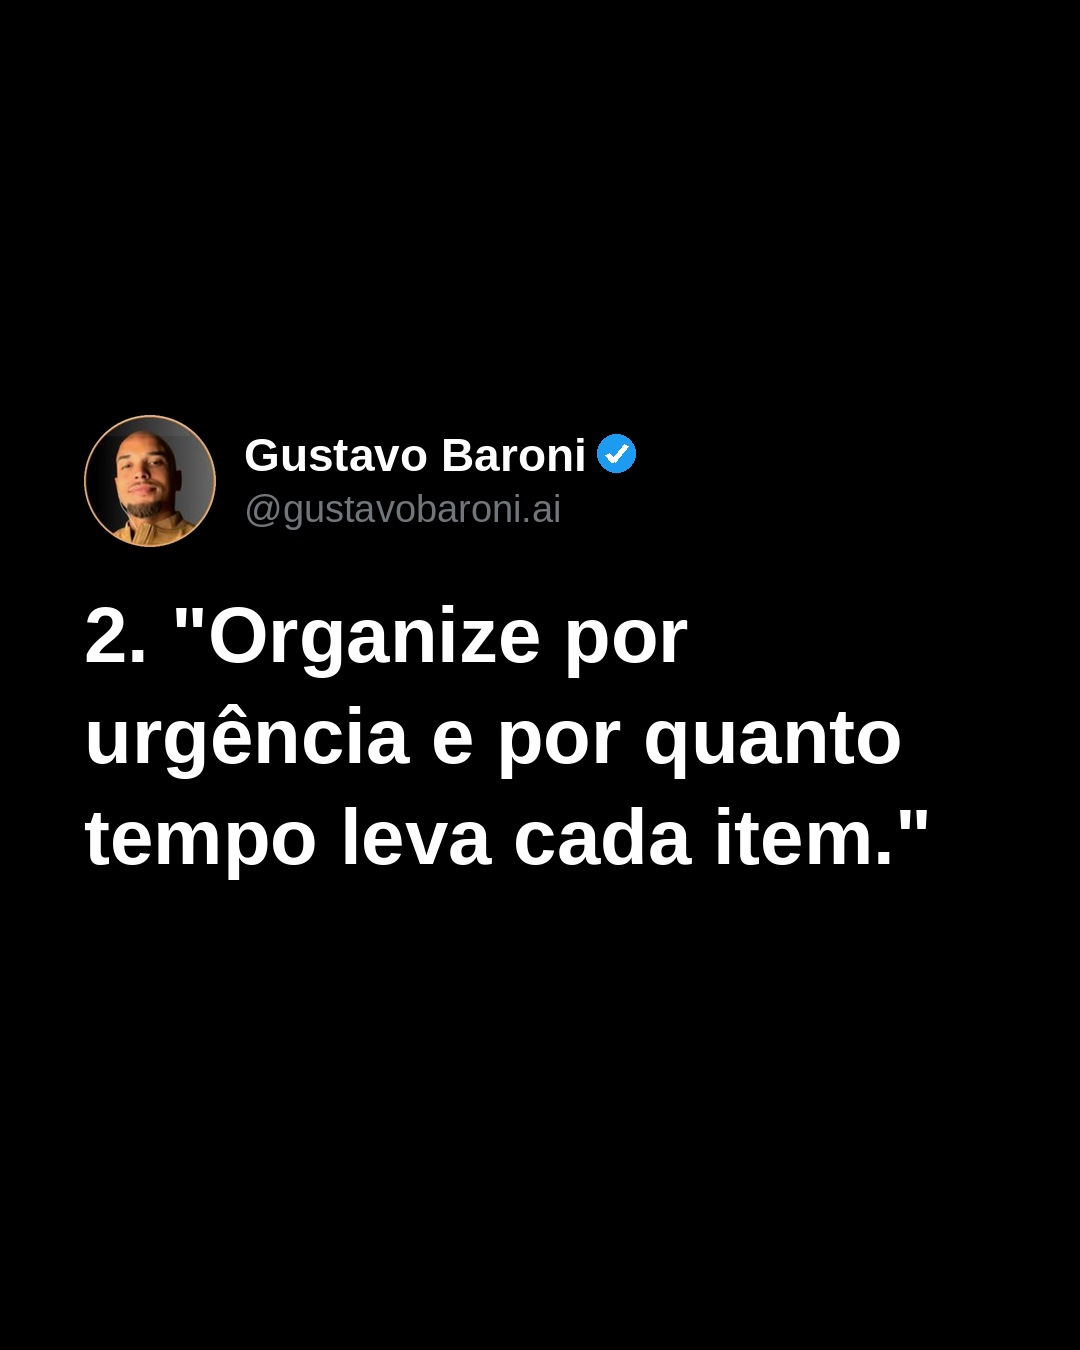 Gustavo Baroni
@gustavobaroni.ai
2. "Organize por
urgência e por quanto
tempo leva cada item."